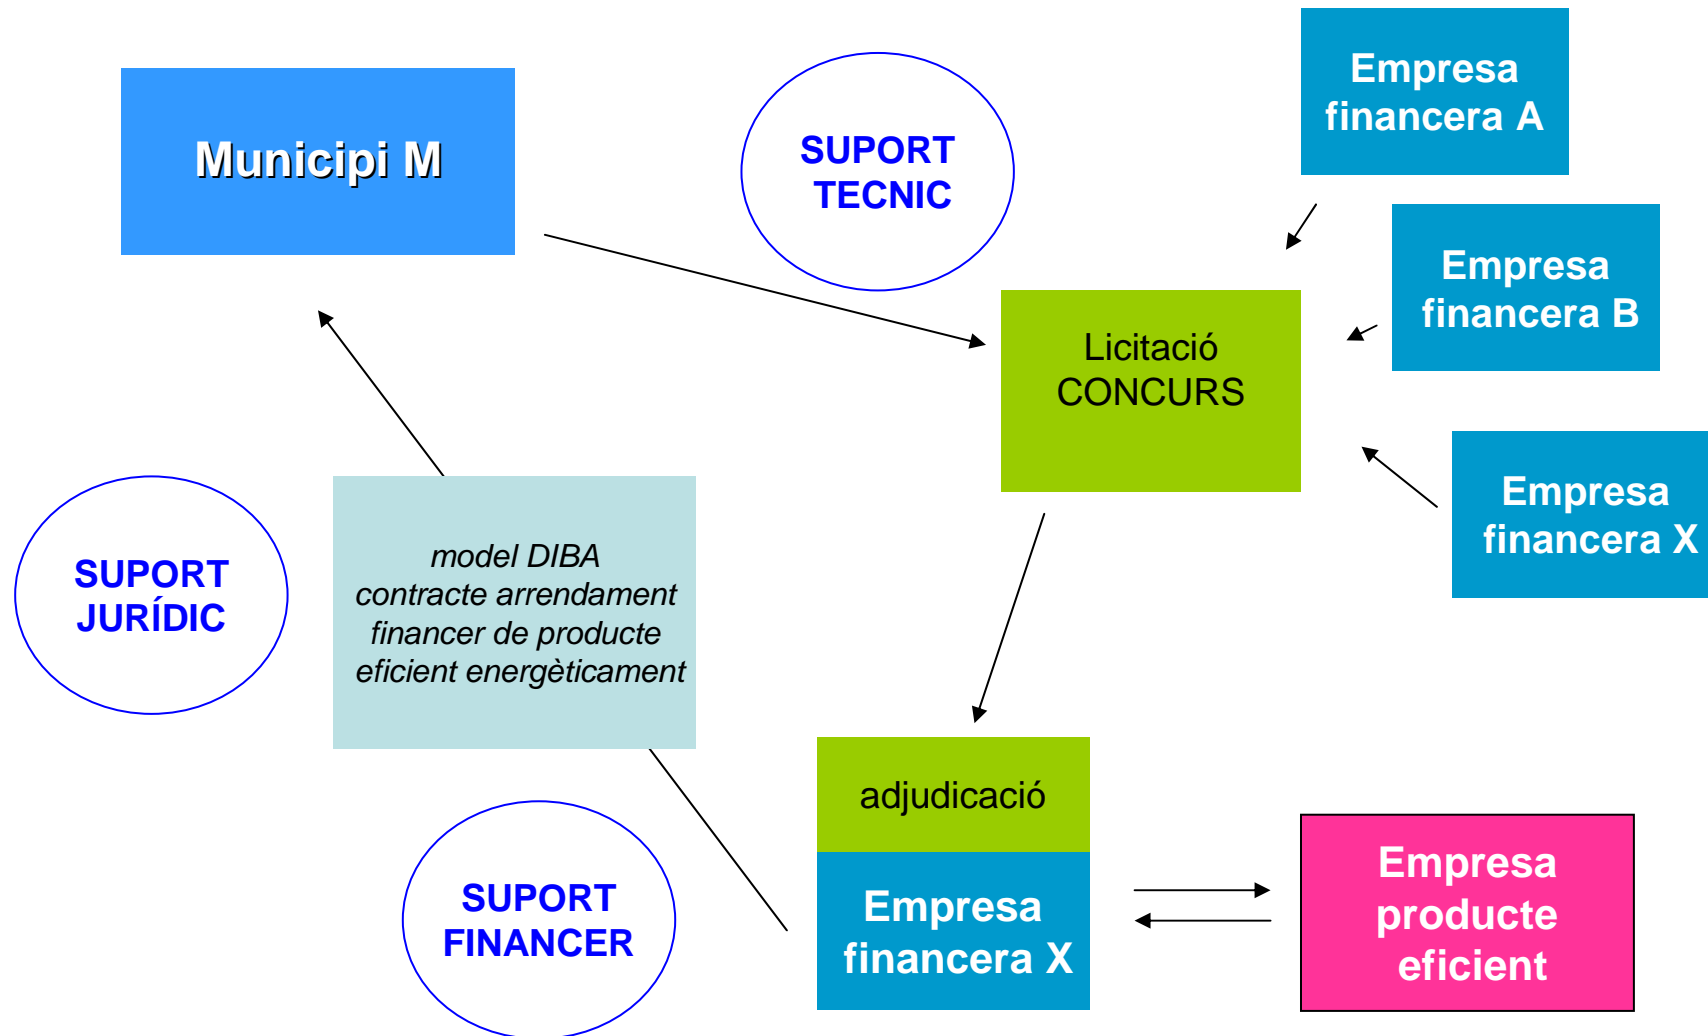 Municipi M
SUPORT
TECNIC
Empresa
financera A
Empresa
financera B
Licitació
CONCURS
Empresa
financera X
SUPORT
JURÍDIC
model DIBA
contracte arrendament
financer de producte
eficient energèticament
adjudicació
SUPORT
FINANCER
Empresa
financera X
Empresa
producte
eficient